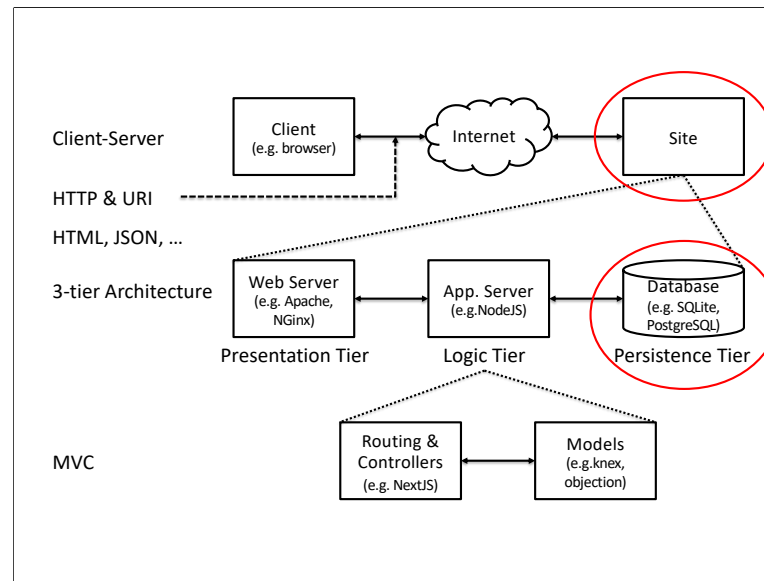 Client-Server
Client
(e.g. browser)
Internet
Site
HTTP & URI
HTML, JSON, …
3-tier Architecture
Web Server
(e.g. Apache,
NGinx)
App. Server
(e.g.NodeJS)
Database
(e.g. SQLite,
PostgreSQL)
Presentation Tier
Logic Tier
Persistence Tier
MVC
Routing &
Controllers
(e.g. NextJS)
Models
(e.g.knex,
objection)